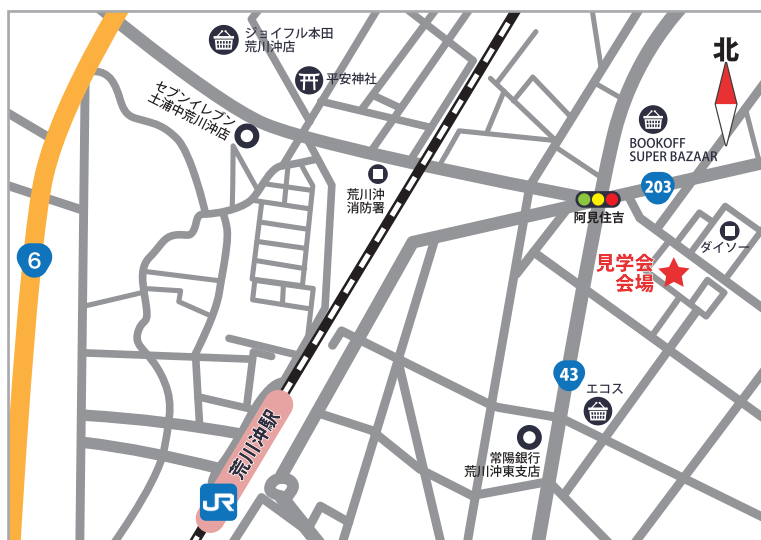 ジョイフル本田
荒川沖店
北
平安神社
セブンイレブン
土浦中荒川沖店
BOOKOFF
SUPER BAZAAR
荒川沖
消防署
203
阿見住吉
ダイソー
6
見学会
会場
43
エコス
荒川沖駅
常陽銀行
荒川沖東支店
JR